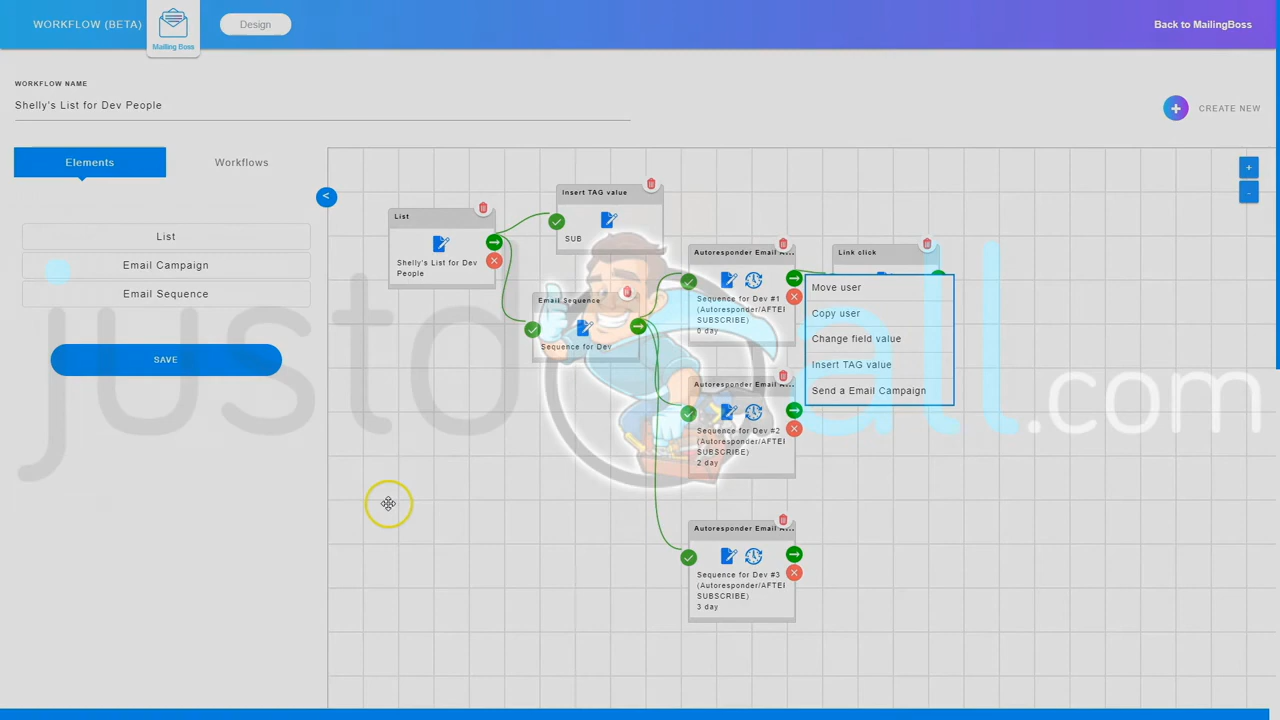 WORKFLOW (BETA)
Mailing Boss
Design
Back to MailingBoss
WORKFLOW NAME
Shelly's List for Dev People
+ CREATE NEW
Elements
Workflows
<
+
-
List
Email Campaign
Email Sequence
SAVE
List
Shelly's List for Dev
People
Insert TAG value
SUB
Email Sequence
Sequence for Dev
Autoresponder Email A...
Sequence for Dev #1
(Autoresponder/AFTER
SUBSCRIBE)
0 day
Link click
Move user
Copy user
Change field value
Insert TAG value
Send a Email Campaign
Autoresponder Email A...
Sequence for Dev #2
(Autoresponder/AFTER
SUBSCRIBE)
2 day
Autoresponder Email A...
Sequence for Dev #3
(Autoresponder/AFTER
SUBSCRIBE)
3 day
.com